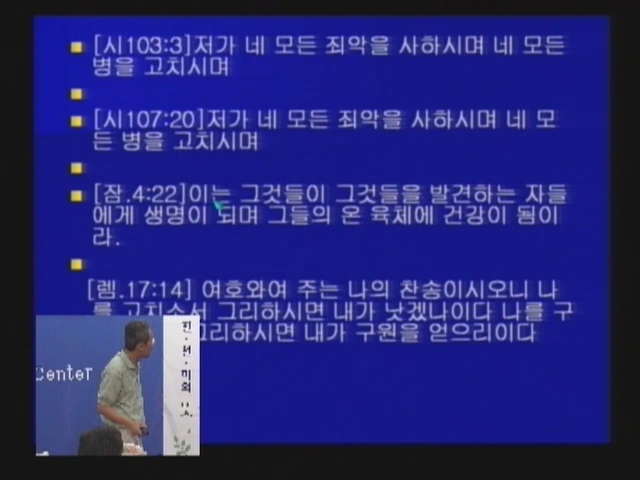 [시103:3]저가 네 모든 죄악을 사하시며 네 모든
병을 고치시며
[시107:20]저가 네 모든 죄악을 사하시며 네 모
든 병을 고치시며
[잠.4:22]이는 그것들이 그것들을 발견하는 자들
에게 생명이 되며 그들의 온 육체에 건강이 됨이
라.
[렘.17:14] 여호와여 주는 나의 찬송이시오니 나
를 고치소서 그리하시면 내가 낫겠나이다 나를 구
그리하시면 내가 구원을 얻으리이다
Center
진·선·미의